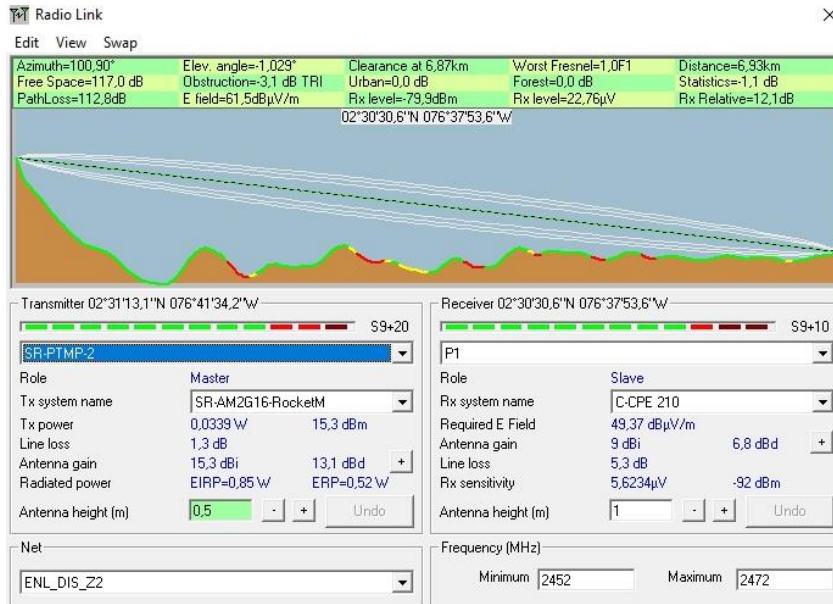 Radio Link
Edit View Swap
Azimuth=100,90° Elev. angle=-1,029° Clearance at 6,87km Worst Fresnel=1,0F1 Distance=6,93km
Free Space=117,0 dB Obstruction=-3,1 dB TRI Urban=0,0 dB Forest=0,0 dB Statistics=-1,1 dB
PathLoss=112,8dB E field=61,5dBµV/m Rx level=-79,9dBm Rx level=22,76µV Rx Relative=12,1dB
02°30'30,6"N 076°37'53,6"W
Transmitter 02°31'13,1"N 076°41'34,2"W
S9+20
SR-PTMP-2
Role Master
Tx system name SR-AM2G16-RocketM
Tx power 0,0339 W 15,3 dBm
Line loss 1,3 dB
Antenna gain 15,3 dBi 13,1 dBd +
Radiated power EIRP=0,85 W ERP=0,52 W
Antenna height (m) 0,5 - + Undo
Net
ENL_DIS_Z2
Receiver 02°30'30,6"N 076°37'53,6"W
S9+10
P1
Role Slave
Rx system name C-CPE 210
Required E Field 49,37 dBµV/m
Antenna gain 9 dBi 6,8 dBd +
Line loss 5,3 dB
Rx sensitivity 5,6234µV -92 dBm
Antenna height (m) 1 - + Undo
Frequency (MHz)
Minimum 2452 Maximum 2472